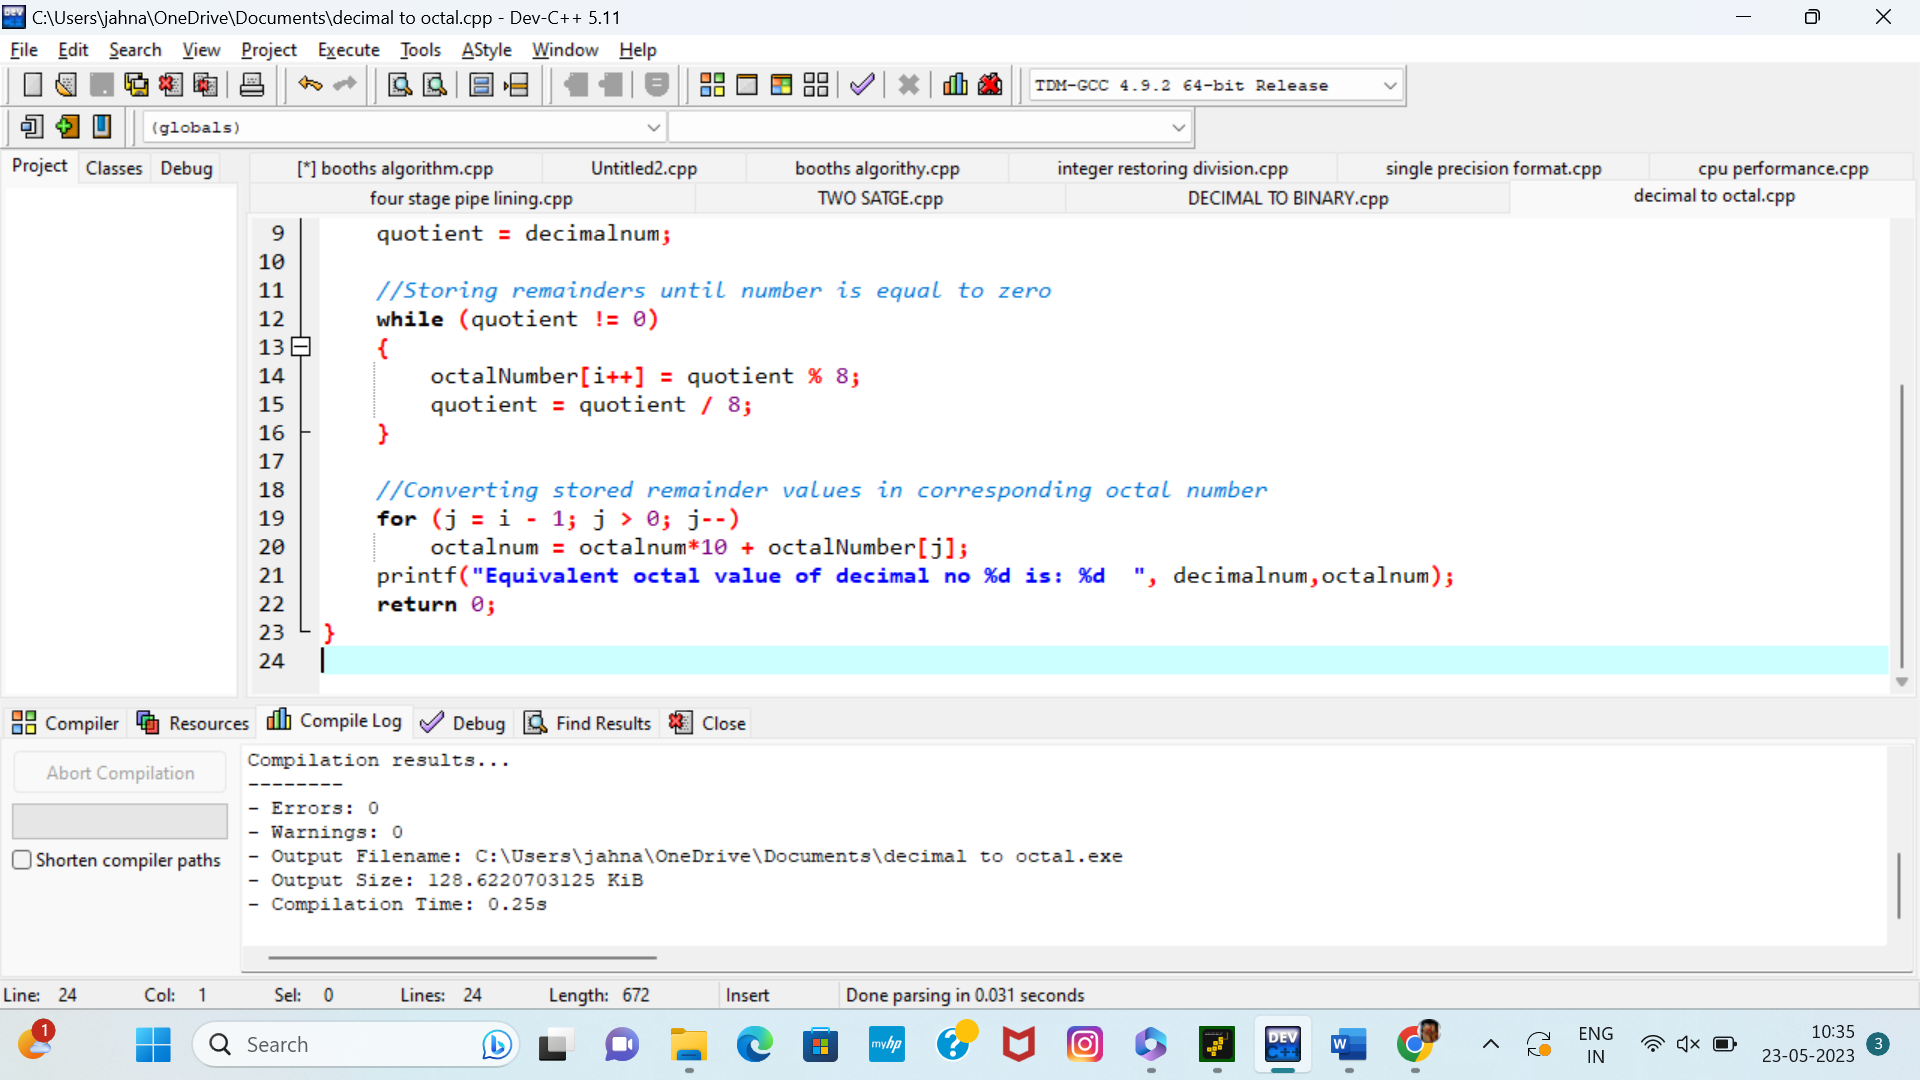 C:\Users\jahna\OneDrive\Documents\decimal to octal.cpp - Dev-C++ 5.11
File Edit Search View Project Execute Tools AStyle Window Help
TDM-GCC 4.9.2 64-bit Release
(globals)
Project Classes Debug
[*] booths algorithm.cpp Untitled2.cpp booths algorithy.cpp integer restoring division.cpp single precision format.cpp cpu performance.cpp
four stage pipe lining.cpp TWO SATGE.cpp DECIMAL TO BINARY.cpp decimal to octal.cpp
9 quotient = decimalnum;
10
11 //Storing remainders until number is equal to zero
12 while (quotient != 0)
13 {
14 octalNumber[i++] = quotient % 8;
15 quotient = quotient / 8;
16 }
17
18 //Converting stored remainder values in corresponding octal number
19 for (j = i - 1; j > 0; j--)
20 octalnum = octalnum*10 + octalNumber[j];
21 printf("Equivalent octal value of decimal no %d is: %d  ", decimalnum,octalnum);
22 return 0;
23 }
24
Compiler Resources Compile Log Debug Find Results Close
Abort Compilation
Shorten compiler paths
Compilation results...
--------
- Errors: 0
- Warnings: 0
- Output Filename: C:\Users\jahna\OneDrive\Documents\decimal to octal.exe
- Output Size: 128.6220703125 KiB
- Compilation Time: 0.25s
Line: 24 Col: 1 Sel: 0 Lines: 24 Length: 672 Insert Done parsing in 0.031 seconds
1
Search
myhp
DEV C++
W
ENG
IN
10:35
23-05-2023
3